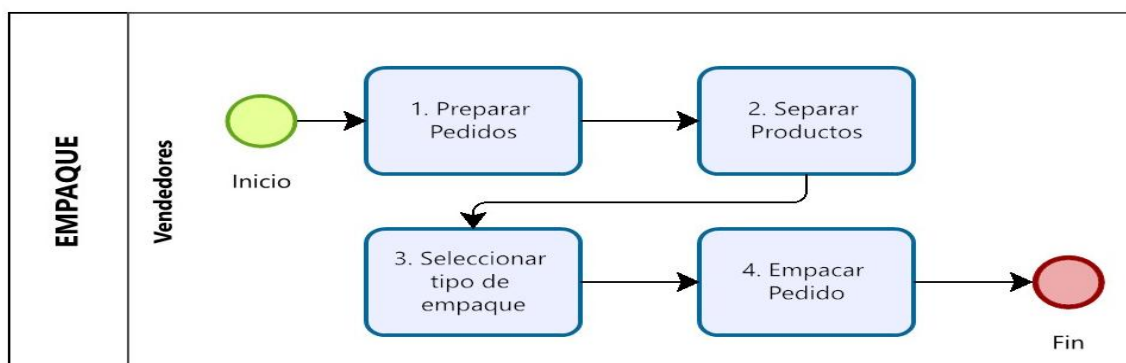 EMPAQUE
Vendedores
Inicio
1. Preparar
Pedidos
2. Separar
Productos
3. Seleccionar
tipo de
empaque
4. Empacar
Pedido
Fin